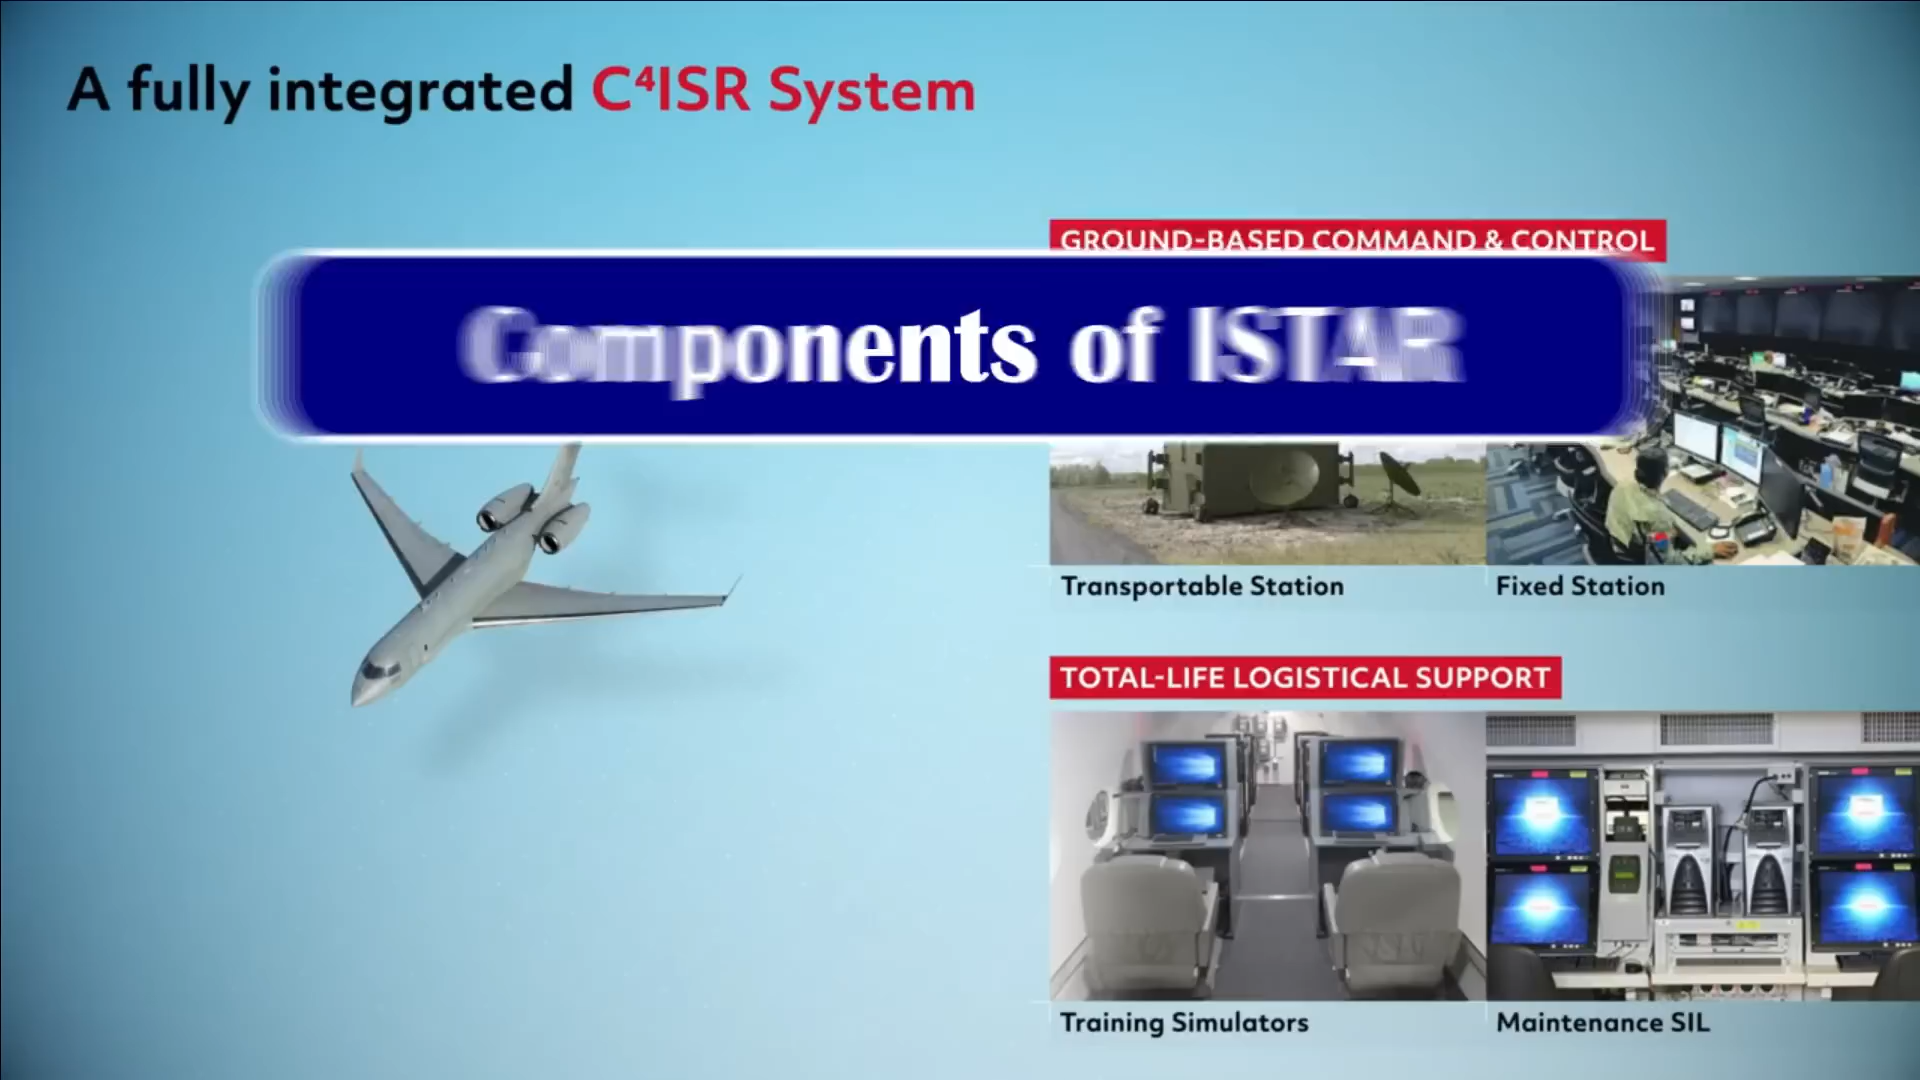 A fully integrated C⁴ISR System
GROUND-BASED COMMAND & CONTROL
Components of ISTAR
Transportable Station
Fixed Station
TOTAL-LIFE LOGISTICAL SUPPORT
Training Simulators
Maintenance SIL